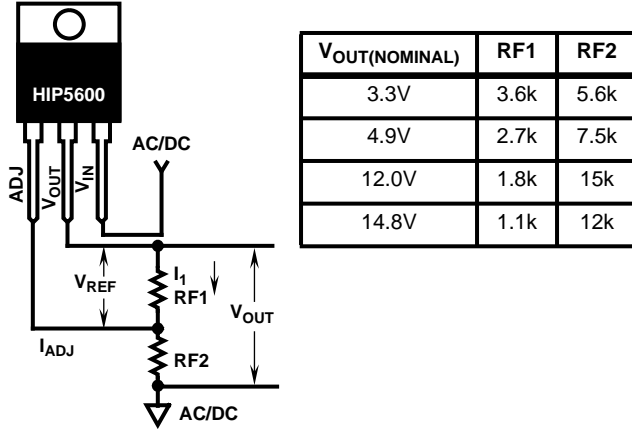 HIP5600
ADJ
VOUT
VIN
AC/DC
VREF
I1
RF1
VOUT
IADJ
RF2
AC/DC
VOUT(NOMINAL) RF1 RF2
3.3V 3.6k 5.6k
4.9V 2.7k 7.5k
12.0V 1.8k 15k
14.8V 1.1k 12k